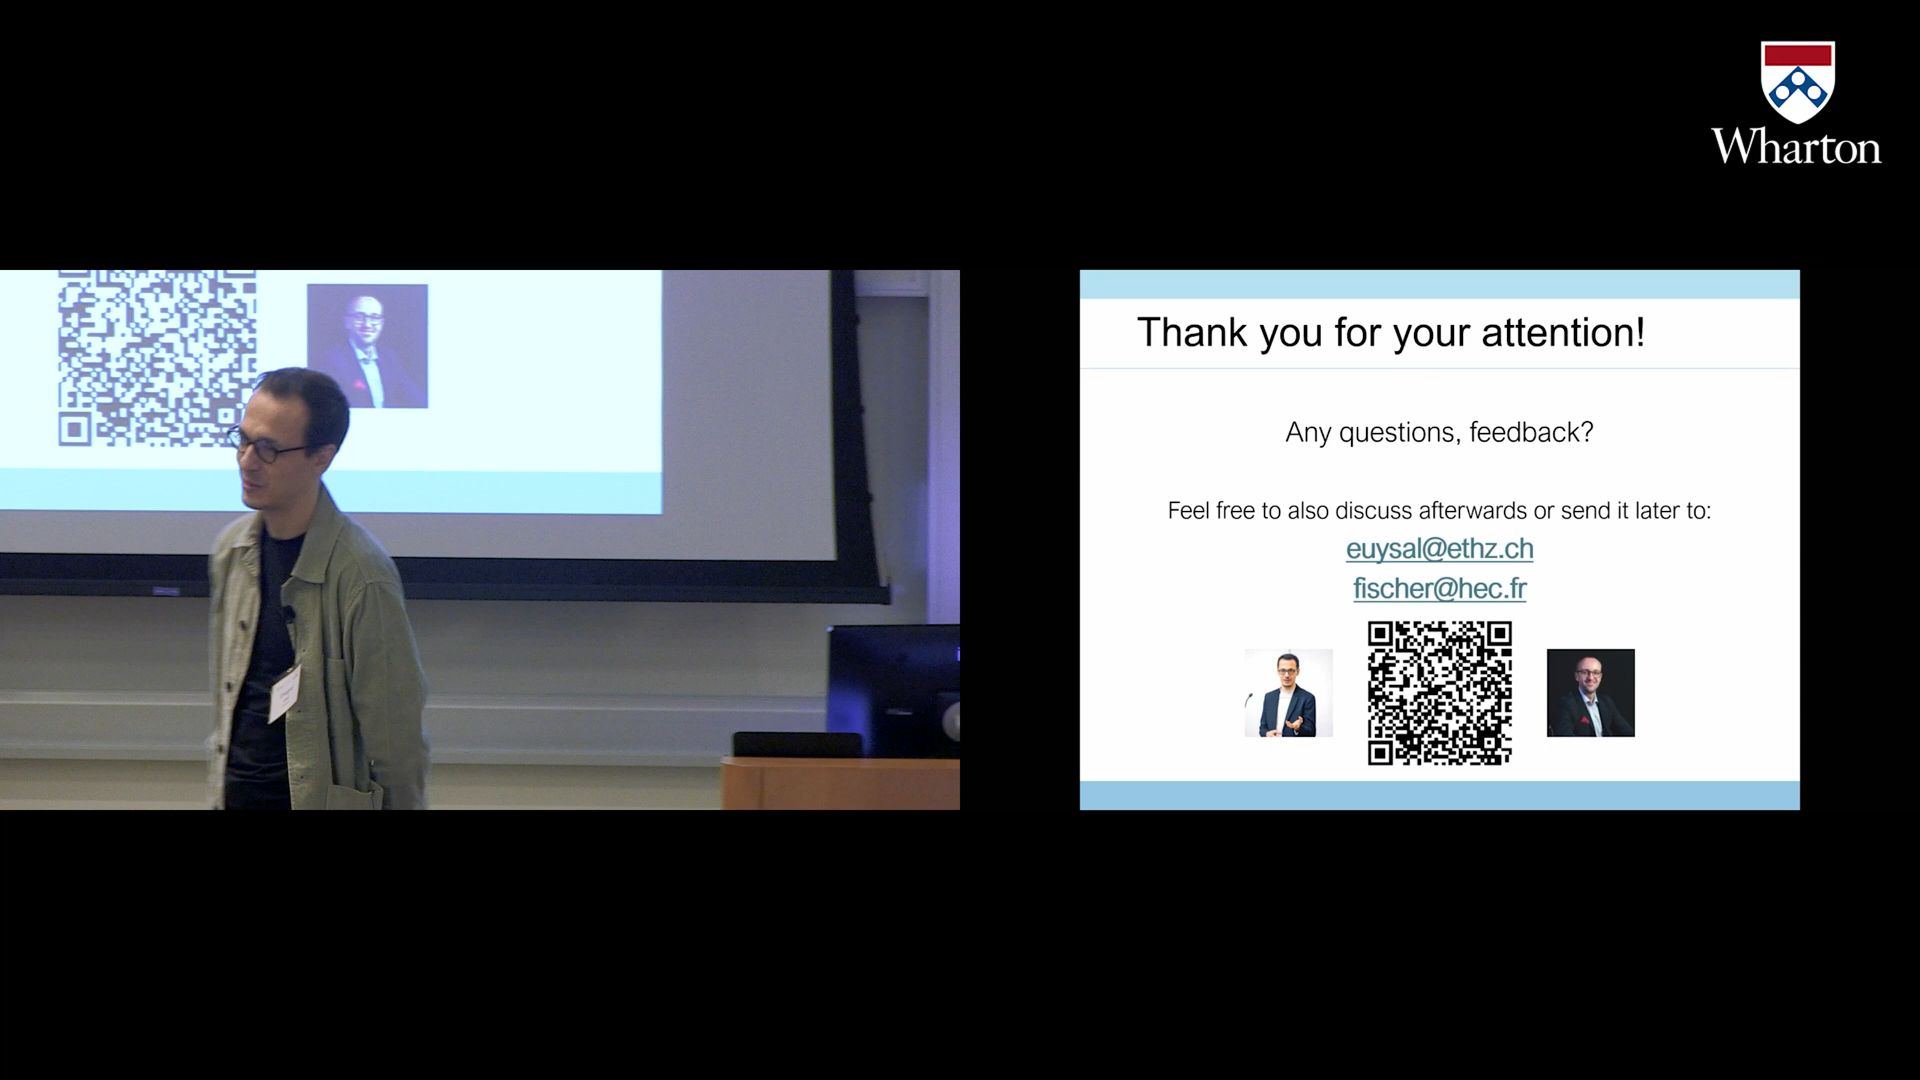 Wharton
Thank you for your attention!
Any questions, feedback?
Feel free to also discuss afterwards or send it later to:
euysal@ethz.ch
fischer@hec.fr